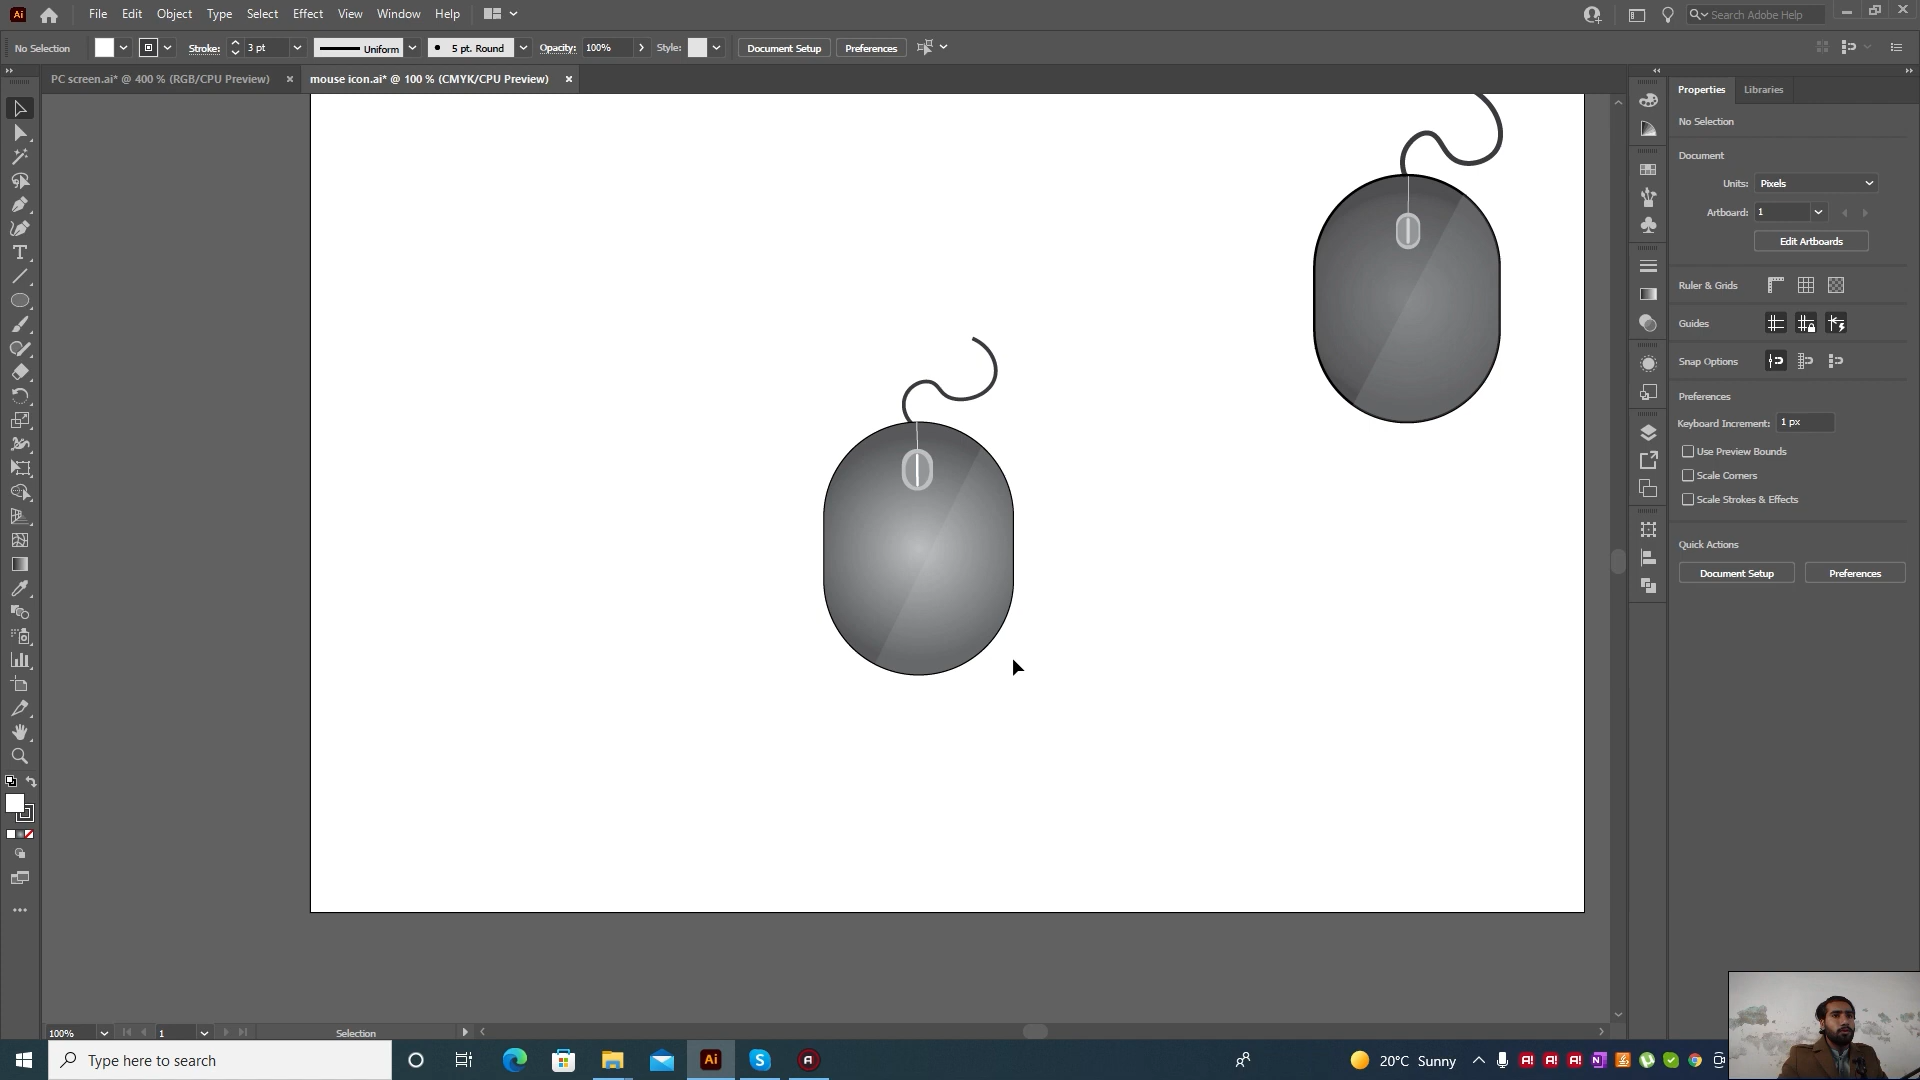 Ai File Edit Object Type Select Effect View Window Help Search Adobe Help
No Selection Stroke: 3 pt Uniform 5 pt. Round Opacity: 100% Style: Document Setup Preferences
PC screen.ai* @ 400 % (RGB/CPU Preview) × mouse icon.ai* @ 100 % (CMYK/CPU Preview) ×
Properties Libraries
No Selection
Document
Units: Pixels
Artboard: 1
Edit Artboards
Ruler & Grids
Guides
Snap Options
Preferences
Keyboard Increment: 1 px
Use Preview Bounds
Scale Corners
Scale Strokes & Effects
Quick Actions
Document Setup Preferences
100% 1 Selection
Type here to search Ai S 20°C Sunny